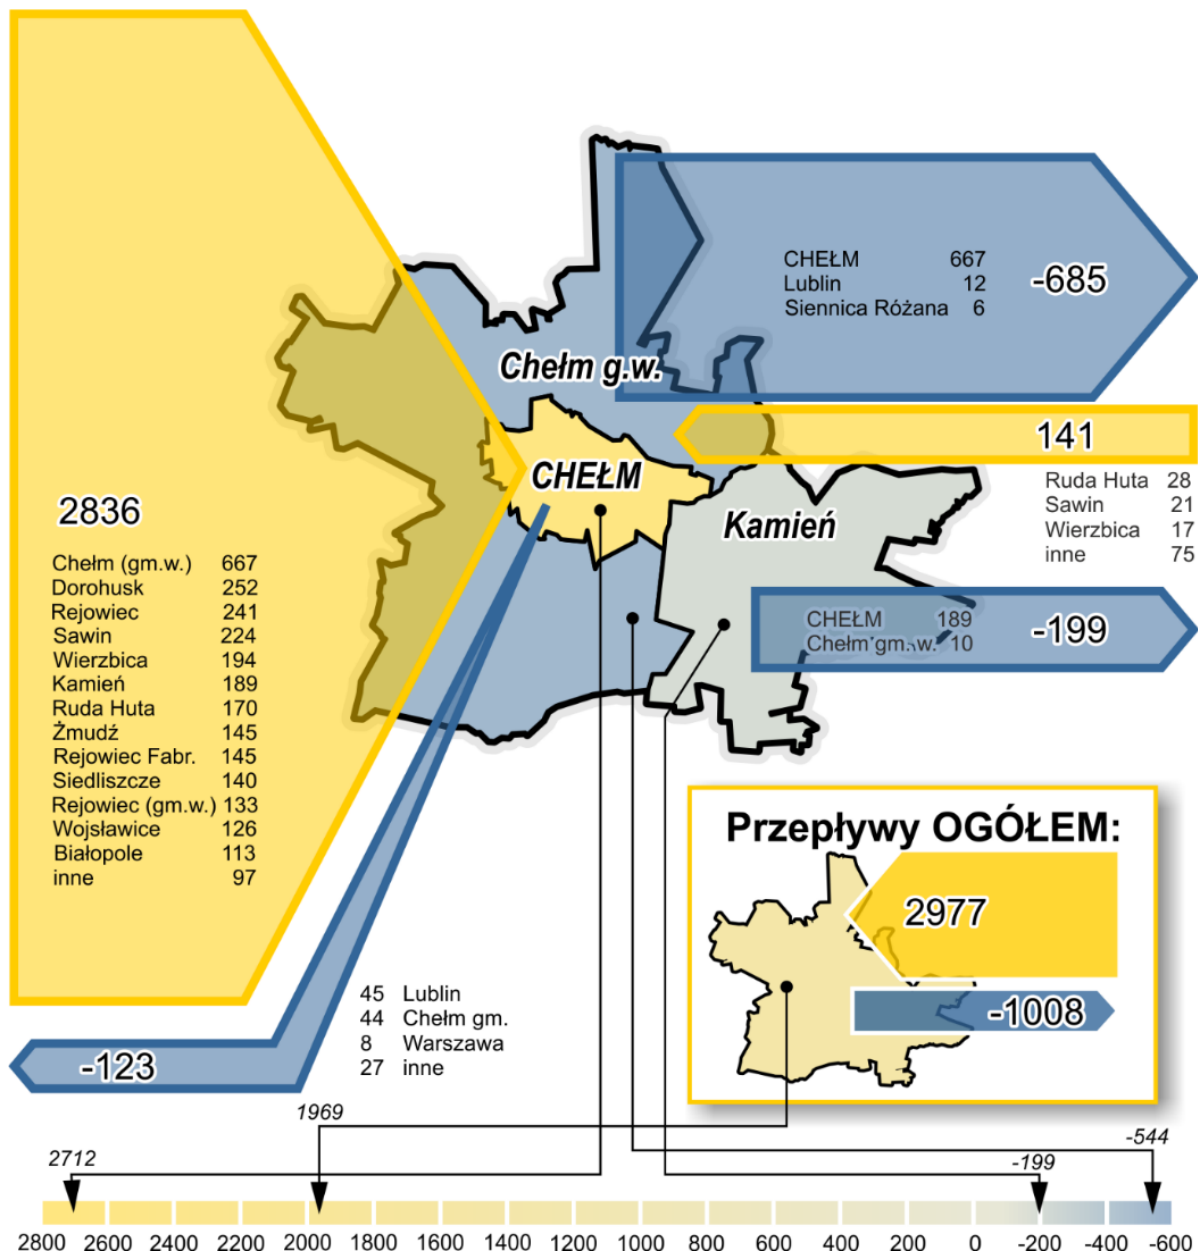 CHEŁM 667
Lublin 12
Siennica Różana 6
-685
Chełm g.w.
141
CHEŁM
Ruda Huta 28
Sawin 21
Wierzbica 17
inne 75
Kamień
2836
Chełm (gm.w.) 667
Dorohusk 252
Rejowiec 241
Sawin 224
Wierzbica 194
Kamień 189
Ruda Huta 170
Żmudź 145
Rejowiec Fabr. 145
Siedliszcze 140
Rejowiec (gm.w.) 133
Wojsławice 126
Białopole 113
inne 97
CHEŁM 189
Chełm gm.w. 10
-199
Przepływy OGÓŁEM:
2977
-1008
45 Lublin
44 Chełm gm.
8 Warszawa
27 inne
-123
1969
-544
2712
-199
2800 2600 2400 2200 2000 1800 1600 1400 1200 1000 800 600 400 200 0 -200 -400 -600